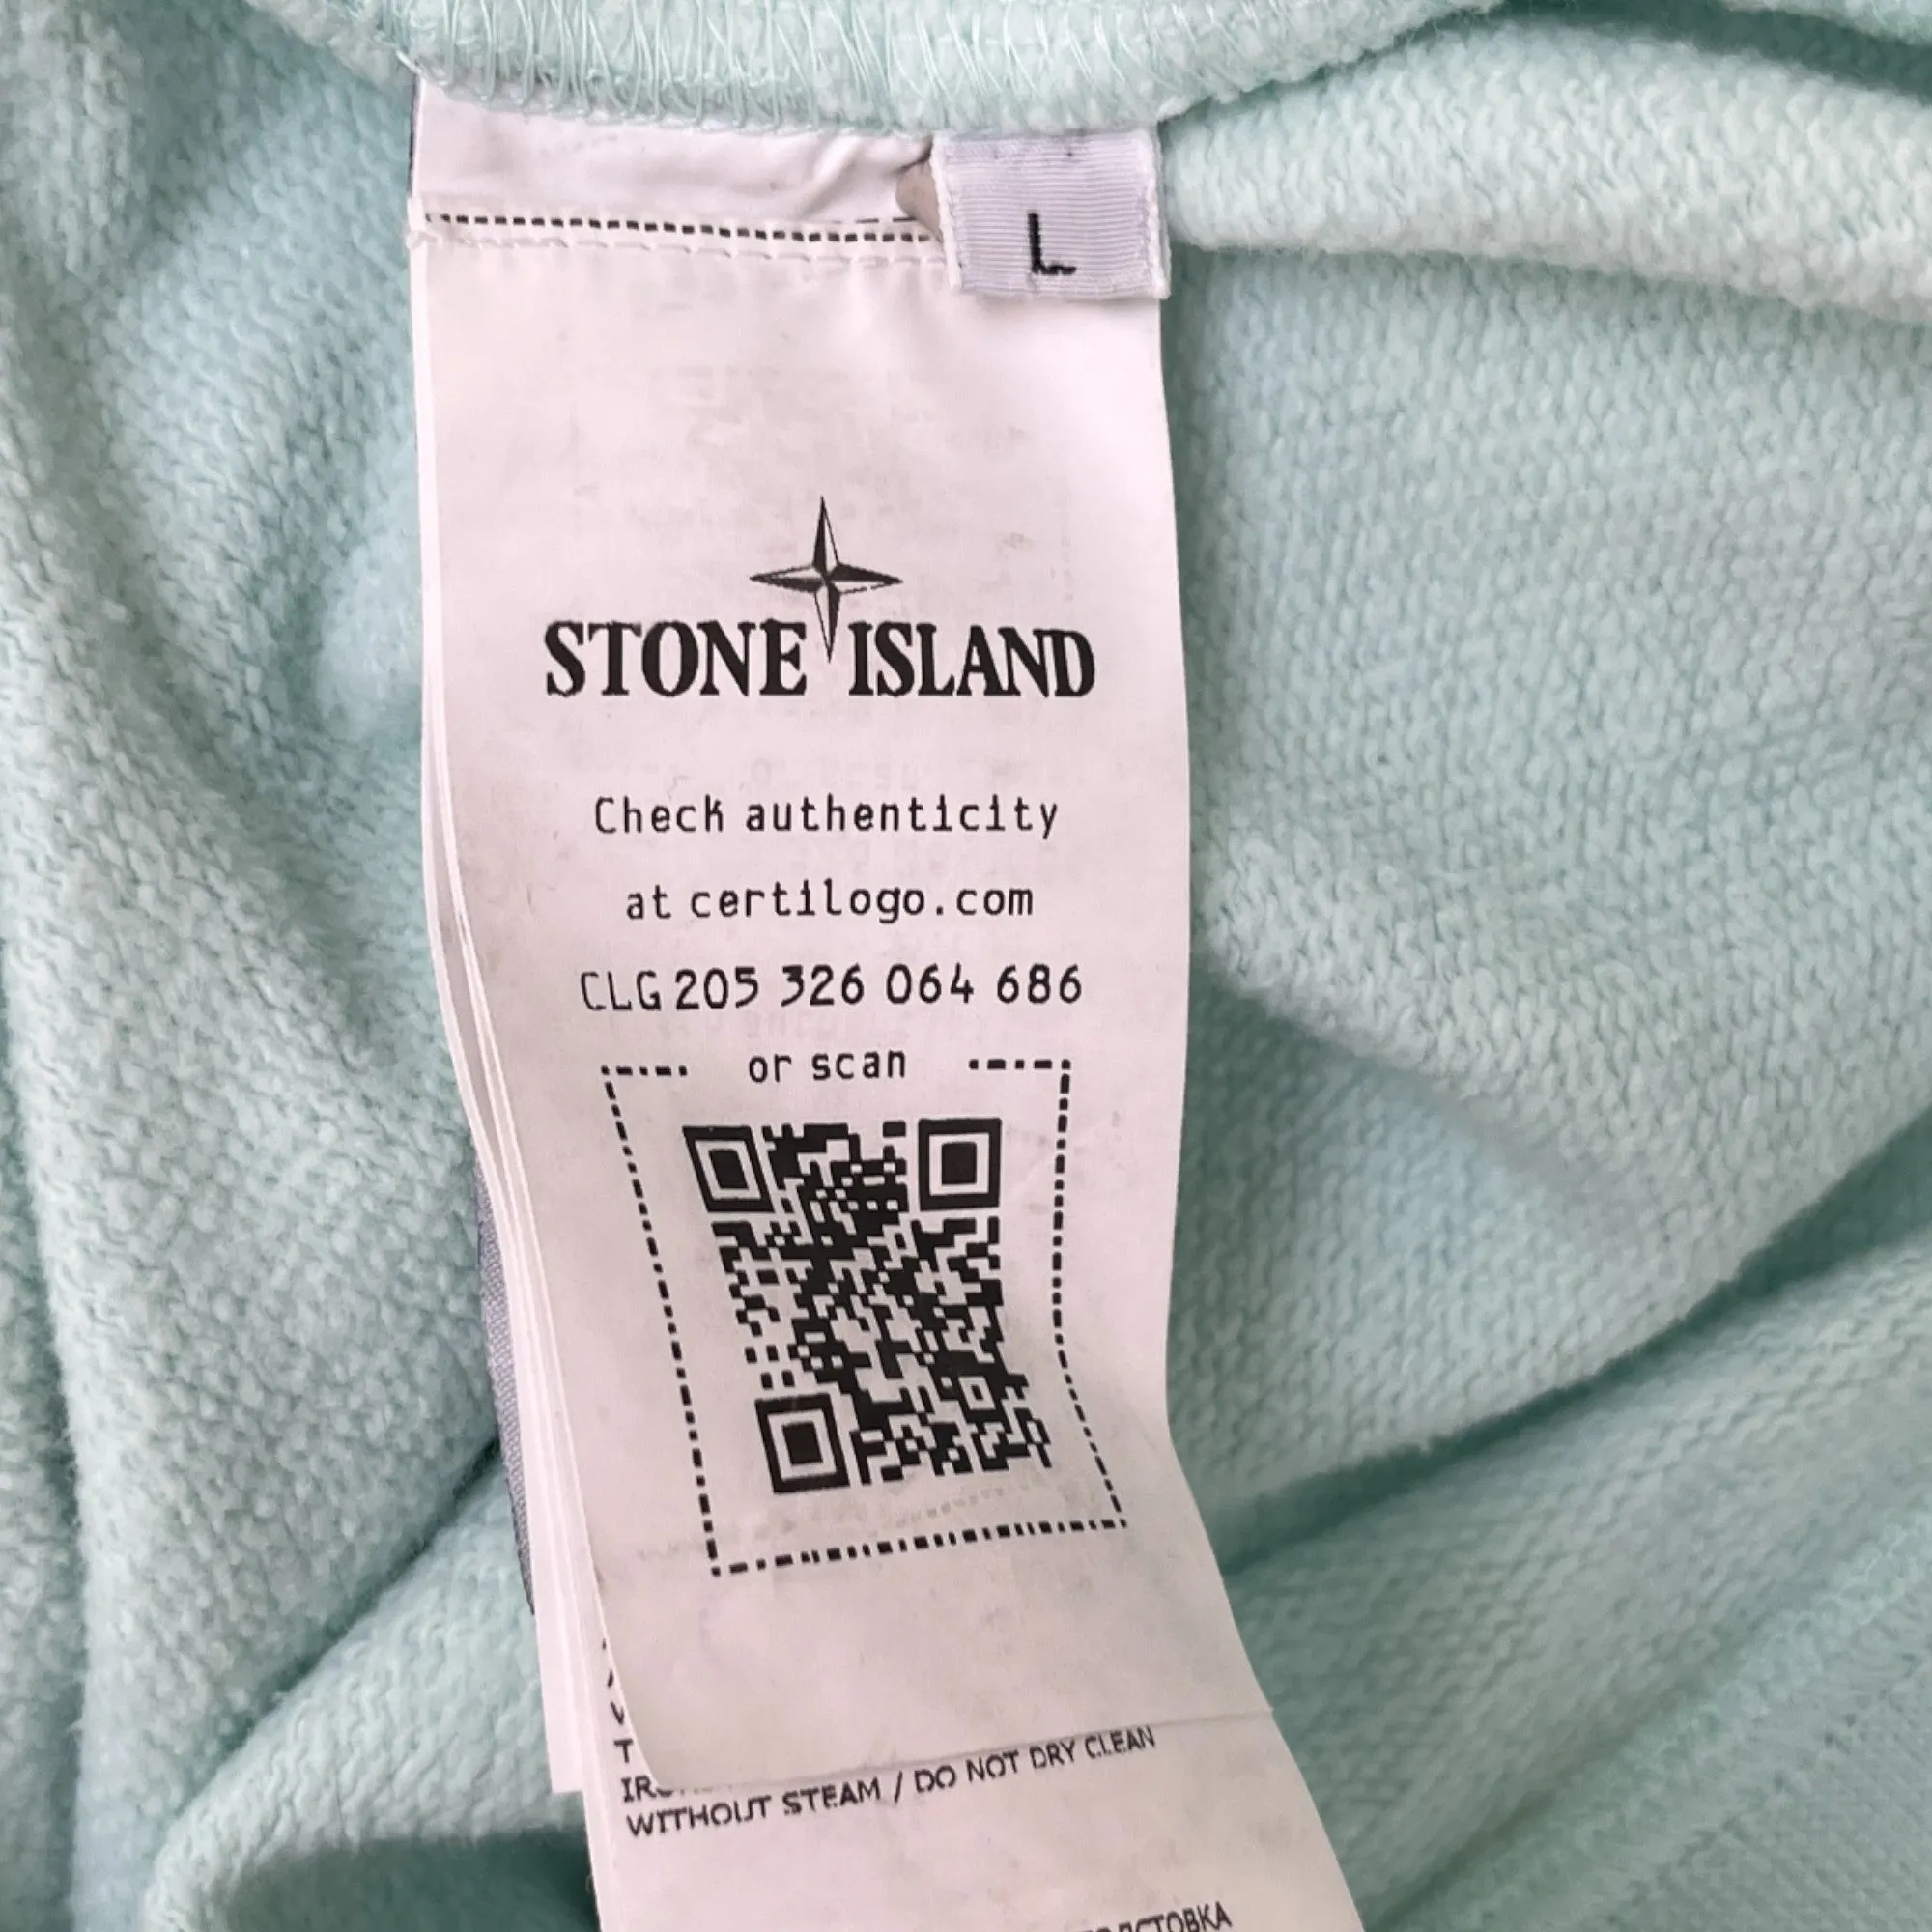 L
STONE ISLAND
Check authenticity
at certilogo.com
CLG 205 326 064 686
or scan
WITHOUT STEAM / DO NOT DRY CLEAN